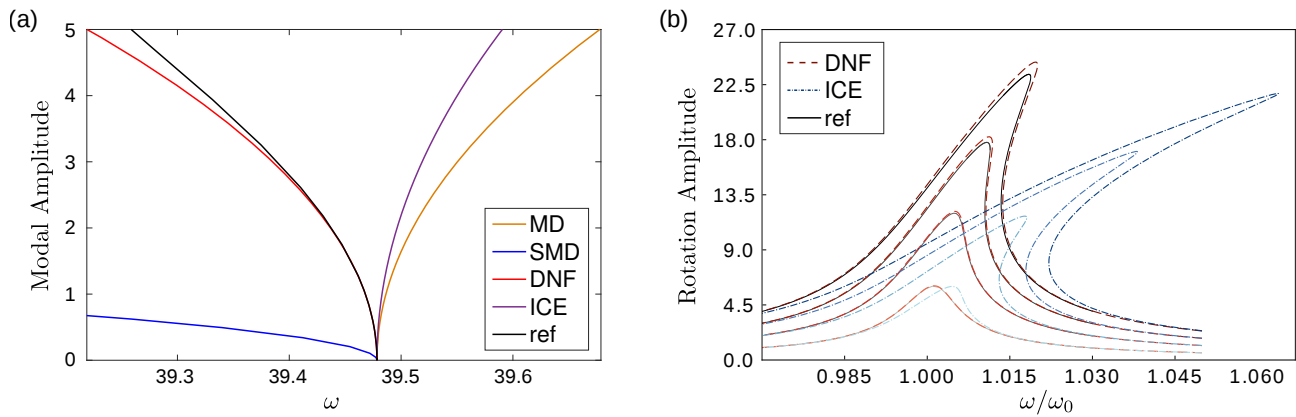 (a)
Modal Amplitude
5
4
3
2
1
0
39.3
39.4
39.5
39.6
ω
MD
SMD
DNF
ICE
ref
(b)
Rotation Amplitude
27.0
22.5
18.0
13.5
9.0
4.5
0.0
0.985
1.000
1.015
1.030
1.045
1.060
ω/ω₀
DNF
ICE
ref